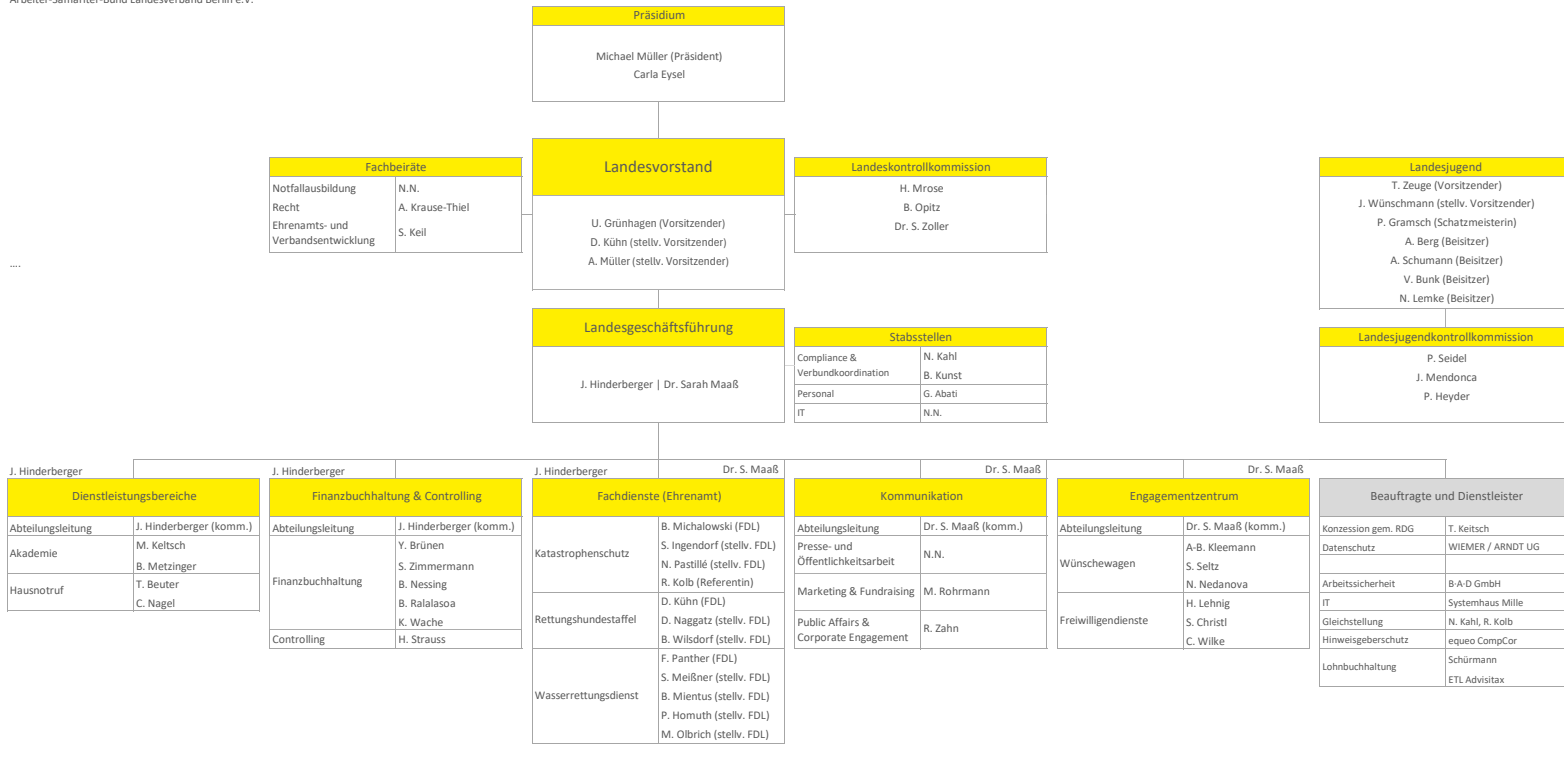 Arbeiter-Samariter-Bund Landesverband Berlin e.V.
Präsidium
Michael Müller (Präsident)
Carla Eysel
Fachbeiräte
Notfallausbildung N.N.
Recht A. Krause-Thiel
Ehrenamts- und
Verbandsentwicklung
S. Keil
Landesvorstand
U. Grünhagen (Vorsitzender)
D. Kühn (stellv. Vorsitzender)
A. Müller (stellv. Vorsitzender)
Landeskontrollkommission
H. Mrose
B. Opitz
Dr. S. Zoller
Landesjugend
T. Zeuge (Vorsitzender)
J. Wünschmann (stellv. Vorsitzender)
P. Gramsch (Schatzmeisterin)
A. Berg (Beisitzer)
A. Schumann (Beisitzer)
V. Bunk (Beisitzer)
N. Lemke (Beisitzer)
....
Landesgeschäftsführung
J. Hinderberger | Dr. Sarah Maaß
Stabsstellen
Compliance &
Verbundkoordination
N. Kahl
B. Kunst
Personal G. Abati
IT N.N.
Landesjugendkontrollkommission
P. Seidel
J. Mendonca
P. Heyder
J. Hinderberger
Dienstleistungsbereiche
Abteilungsleitung J. Hinderberger (komm.)
Akademie
M. Keltsch
B. Metzinger
Hausnotruf
T. Beuter
C. Nagel
J. Hinderberger
Finanzbuchhaltung & Controlling
Abteilungsleitung J. Hinderberger (komm.)
Finanzbuchhaltung
Y. Brünen
S. Zimmermann
B. Nessing
B. Ralalasoa
K. Wache
Controlling H. Strauss
J. Hinderberger
Dr. S. Maaß
Fachdienste (Ehrenamt)
Katastrophenschutz
B. Michalowski (FDL)
S. Ingendorf (stellv. FDL)
N. Pastillé (stellv. FDL)
R. Kolb (Referentin)
Rettungshundestaffel
D. Kühn (FDL)
D. Naggatz (stellv. FDL)
B. Wilsdorf (stellv. FDL)
Wasserrettungsdienst
F. Panther (FDL)
S. Meißner (stellv. FDL)
B. Mientus (stellv. FDL)
P. Homuth (stellv. FDL)
M. Olbrich (stellv. FDL)
Dr. S. Maaß
Kommunikation
Abteilungsleitung Dr. S. Maaß (komm.)
Presse- und
Öffentlichkeitsarbeit
N.N.
Marketing & Fundraising M. Rohrmann
Public Affairs &
Corporate Engagement
R. Zahn
Dr. S. Maaß
Engagementzentrum
Abteilungsleitung Dr. S. Maaß (komm.)
Wünschewagen
A-B. Kleemann
S. Seltz
N. Nedanova
Freiwilligendienste
H. Lehnig
S. Christl
C. Wilke
Beauftragte und Dienstleister
Konzession gem. RDG T. Keitsch
Datenschutz WIEMER / ARNDT UG
Arbeitssicherheit B·A·D GmbH
IT Systemhaus Mille
Gleichstellung N. Kahl, R. Kolb
Hinweisgeberschutz equeo CompCor
Lohnbuchhaltung
Schürmann
ETL Advisitax